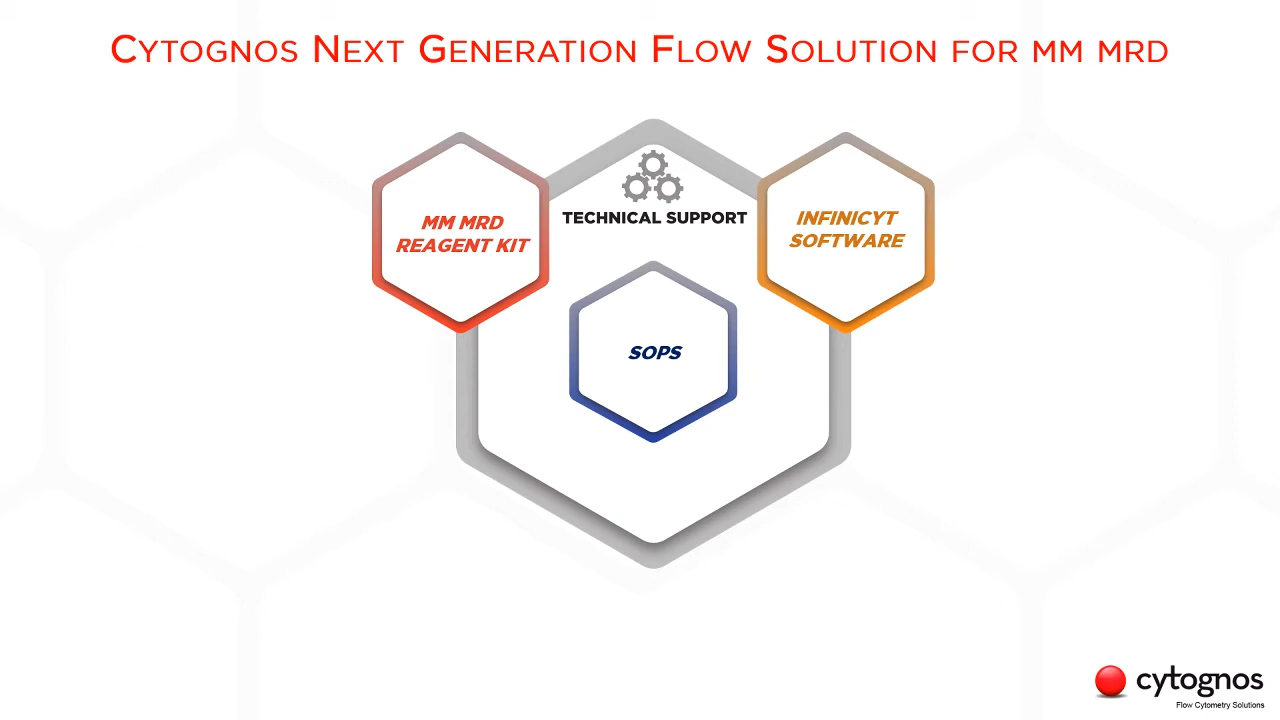 Cytognos Next Generation Flow Solution for MM MRD
TECHNICAL SUPPORT
MM MRD
REAGENT KIT
INFINICYT
SOFTWARE
SOPS
cytognos
Flow Cytometry Solutions